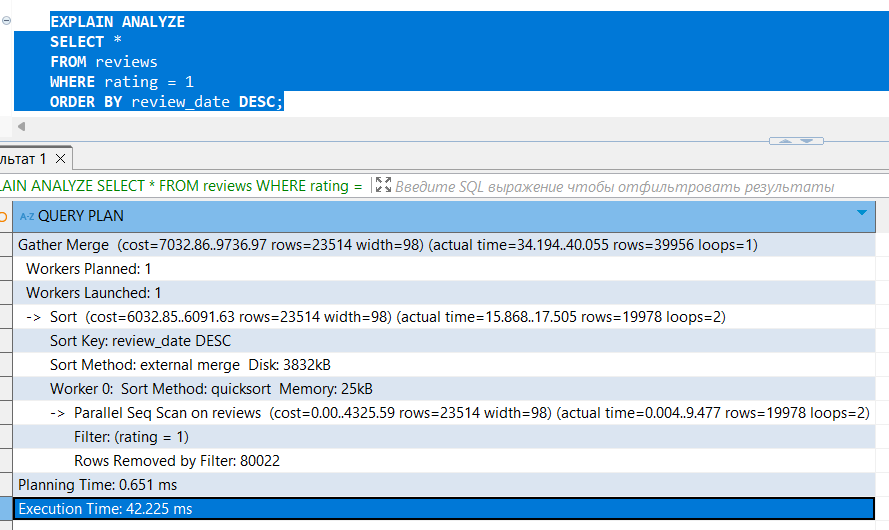 EXPLAIN ANALYZE
SELECT *
FROM reviews
WHERE rating = 1
ORDER BY review_date DESC;
льтат 1 ×
LAIN ANALYZE SELECT * FROM reviews WHERE rating = Введите SQL выражение чтобы отфильтровать результаты
A-Z QUERY PLAN
Gather Merge (cost=7032.86..9736.97 rows=23514 width=98) (actual time=34.194..40.055 rows=39956 loops=1)
Workers Planned: 1
Workers Launched: 1
-> Sort (cost=6032.85..6091.63 rows=23514 width=98) (actual time=15.868..17.505 rows=19978 loops=2)
Sort Key: review_date DESC
Sort Method: external merge Disk: 3832kB
Worker 0: Sort Method: quicksort Memory: 25kB
-> Parallel Seq Scan on reviews (cost=0.00..4325.59 rows=23514 width=98) (actual time=0.004..9.477 rows=19978 loops=2)
Filter: (rating = 1)
Rows Removed by Filter: 80022
Planning Time: 0.651 ms
Execution Time: 42.225 ms